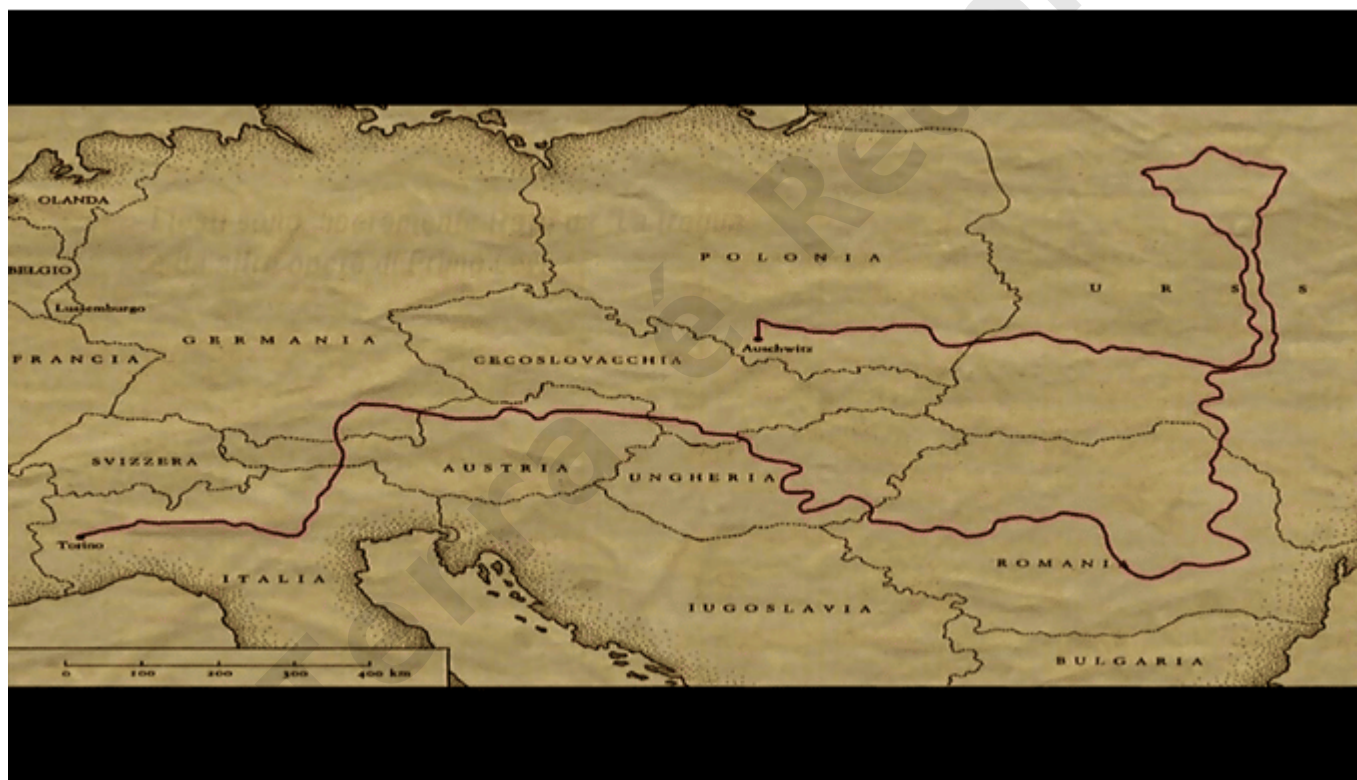 OLANDA
BELGIO
Lussemburgo
FRANCIA
GERMANIA
POLONIA
URSS
Auschwitz
CECOSLOVACCHIA
SVIZZERA
AUSTRIA
UNGHERIA
Torino
ITALIA
ROMANIA
IUGOSLAVIA
BULGARIA
0 100 200 300 400 km